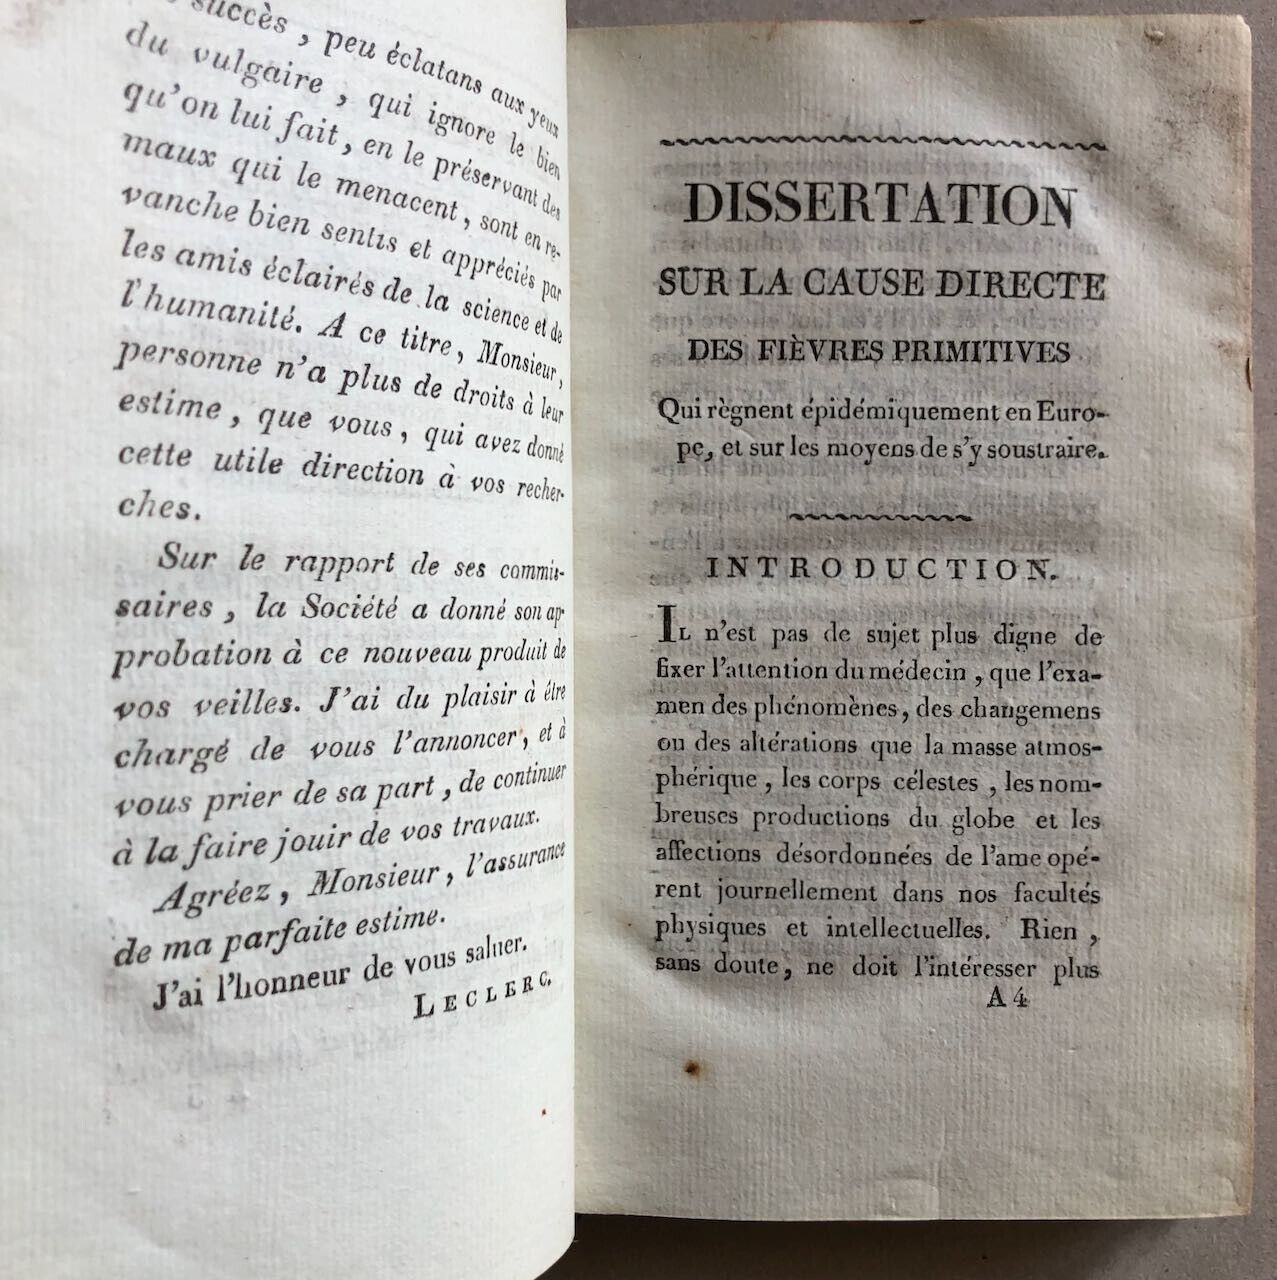 succès, peu éclatans aux yeux
du vulgaire, qui ignore le bien
qu'on lui fait, en le préservant des
maux qui le menacent, sont en re-
vanche bien sentis et appréciés par
les amis éclairés de la science et de
l'humanité. A ce titre, Monsieur,
personne n'a plus de droits à leur
estime, que vous, qui avez donné
cette utile direction à vos recher-
ches.
Sur le rapport de ses commis-
saires, la Société a donné son ap-
probation à ce nouveau produit de
vos veilles. J'ai du plaisir à être
chargé de vous l'annoncer, et à
vous prier de sa part, de continuer
à la faire jouir de vos travaux.
Agréez, Monsieur, l'assurance
de ma parfaite estime.
J'ai l'honneur de vous saluer.
LECLERC.
DISSERTATION
SUR LA CAUSE DIRECTE
DES FIÈVRES PRIMITIVES
Qui règnent épidémiquement en Euro-
pe, et sur les moyens de s'y soustraire.
INTRODUCTION.
IL n'est pas de sujet plus digne de
fixer l'attention du médecin, que l'exa-
men des phénomènes, des changemens
ou des altérations que la masse atmos-
phérique, les corps célestes, les nom-
breuses productions du globe et les
affections désordonnées de l'ame opé-
rent journellement dans nos facultés
physiques et intellectuelles. Rien,
sans doute, ne doit l'intéresser plus
A 4